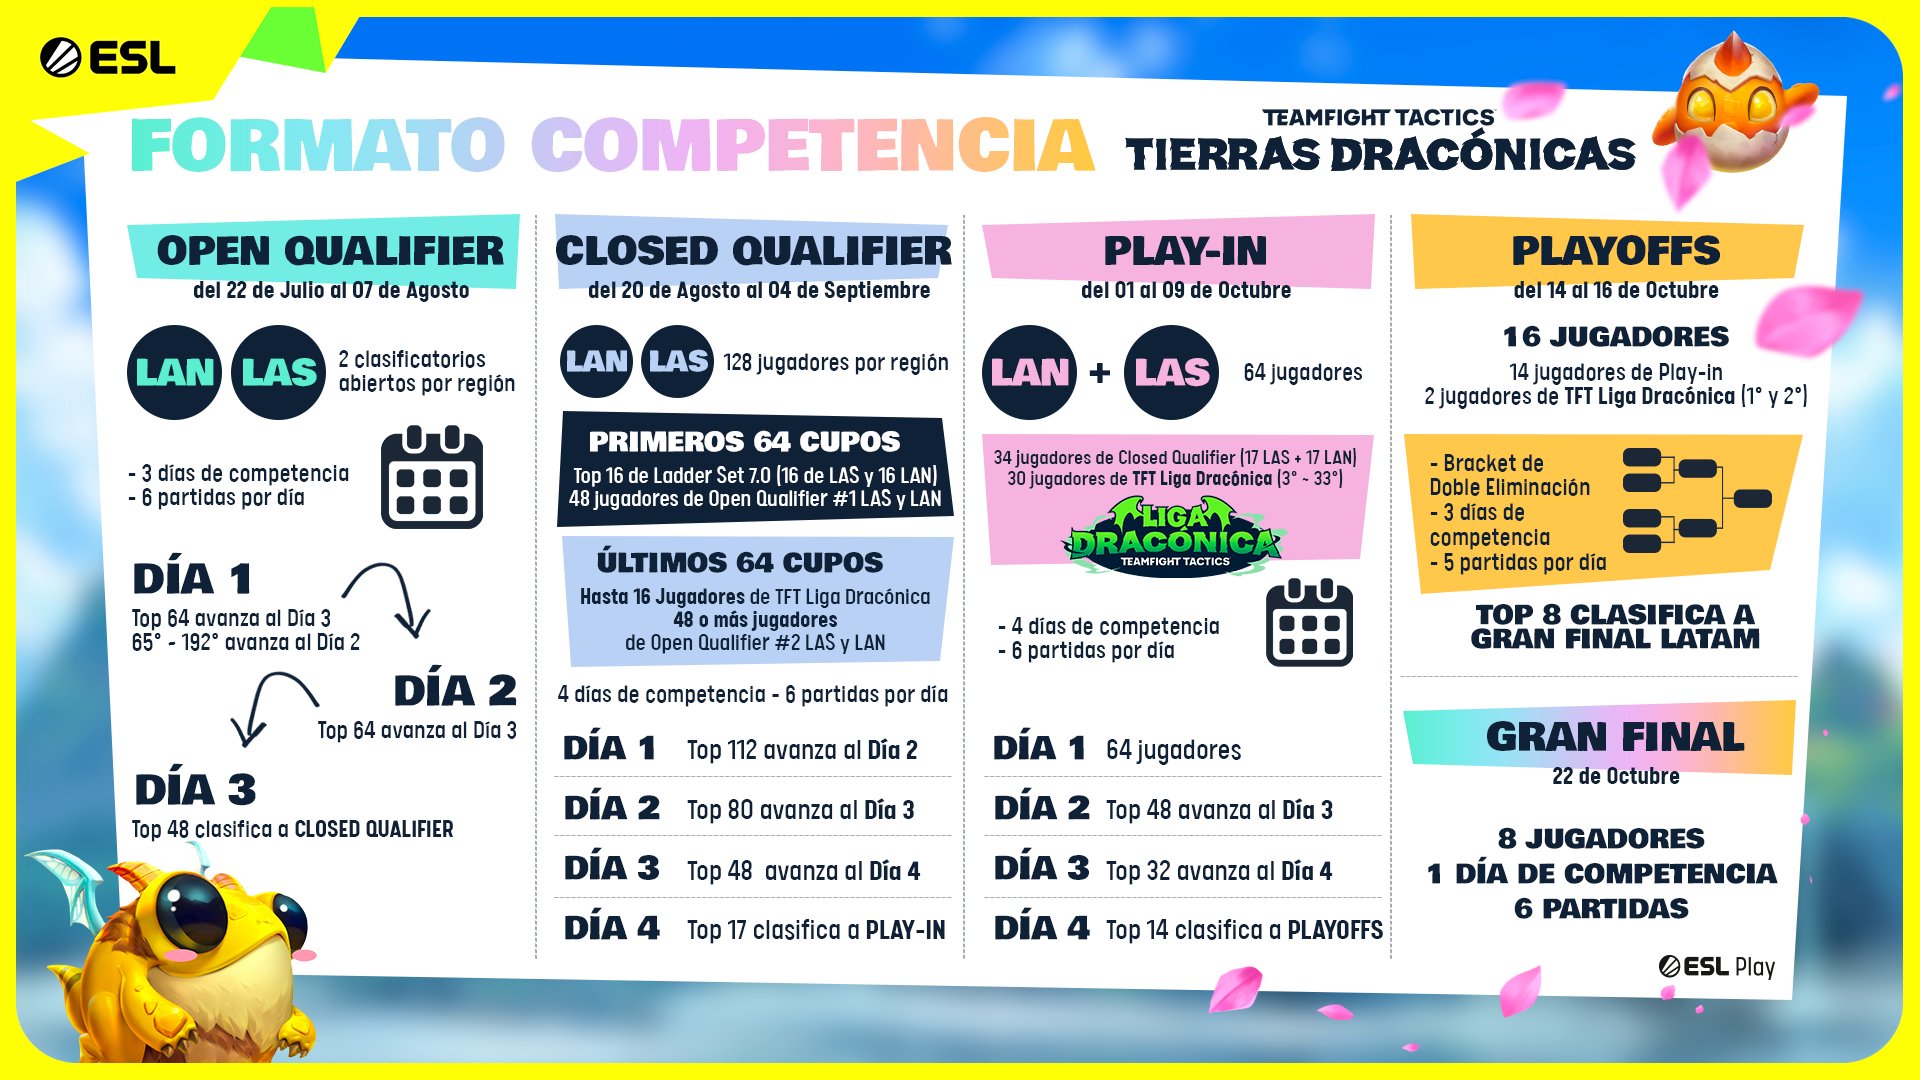 ESL
FORMATO COMPETENCIA
TEAMFIGHT TACTICS
TIERRAS DRACÓNICAS
OPEN QUALIFIER
del 22 de Julio al 07 de Agosto
LAN LAS
2 clasificatorios
abiertos por región
- 3 días de competencia
- 6 partidas por día
DÍA 1
Top 64 avanza al Día 3
65° - 192° avanza al Día 2
DÍA 2
Top 64 avanza al Día 3
DÍA 3
Top 48 clasifica a CLOSED QUALIFIER
CLOSED QUALIFIER
del 20 de Agosto al 04 de Septiembre
LAN LAS 128 jugadores por región
PRIMEROS 64 CUPOS
Top 16 de Ladder Set 7.0 (16 de LAS y 16 LAN)
48 jugadores de Open Qualifier #1 LAS y LAN
ÚLTIMOS 64 CUPOS
Hasta 16 Jugadores de TFT Liga Dracónica
48 o más jugadores
de Open Qualifier #2 LAS y LAN
4 días de competencia - 6 partidas por día
DÍA 1 Top 112 avanza al Día 2
DÍA 2 Top 80 avanza al Día 3
DÍA 3 Top 48 avanza al Día 4
DÍA 4 Top 17 clasifica a PLAY-IN
PLAY-IN
del 01 al 09 de Octubre
LAN + LAS 64 jugadores
34 jugadores de Closed Qualifier (17 LAS + 17 LAN)
30 jugadores de TFT Liga Dracónica (3° ~ 33°)
LIGA
DRACÓNICA
TEAMFIGHT TACTICS
- 4 días de competencia
- 6 partidas por día
DÍA 1 64 jugadores
DÍA 2 Top 48 avanza al Día 3
DÍA 3 Top 32 avanza al Día 4
DÍA 4 Top 14 clasifica a PLAYOFFS
PLAYOFFS
del 14 al 16 de Octubre
16 JUGADORES
14 jugadores de Play-in
2 jugadores de TFT Liga Dracónica (1° y 2°)
- Bracket de
Doble Eliminación
- 3 días de
competencia
- 5 partidas por día
TOP 8 CLASIFICA A
GRAN FINAL LATAM
GRAN FINAL
22 de Octubre
8 JUGADORES
1 DÍA DE COMPETENCIA
6 PARTIDAS
ESL Play